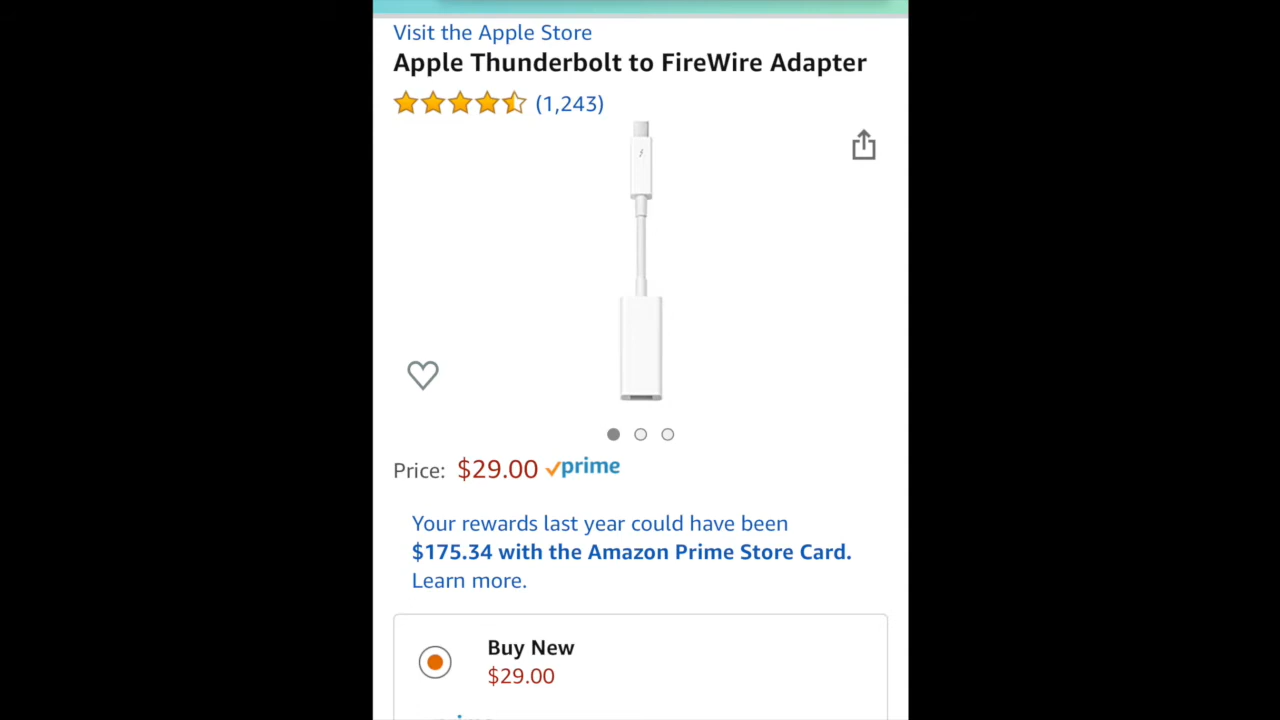 Visit the Apple Store
Apple Thunderbolt to FireWire Adapter
(1,243)
Price: $29.00 prime
Your rewards last year could have been
$175.34 with the Amazon Prime Store Card.
Learn more.
Buy New
$29.00